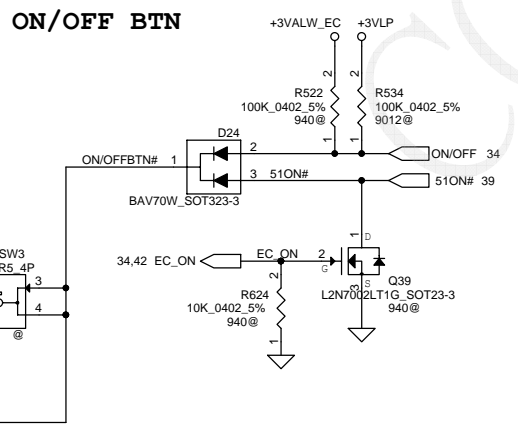 ON/OFF BTN
+3VALW_EC +3VLP
2 2
R522 R534
100K_0402_5% 100K_0402_5%
940@ 9012@
1 1
D24
ON/OFFBTN# 1 2 ON/OFF 34
3 51ON# 51ON# 39
BAV70W_SOT323-3
1 D
SW3
R5_4P
3
4
@
34,42 EC_ON EC_ON 2 G
Q39
S
3
L2N7002LT1G_SOT23-3
940@
2
R624
10K_0402_5%
940@
1